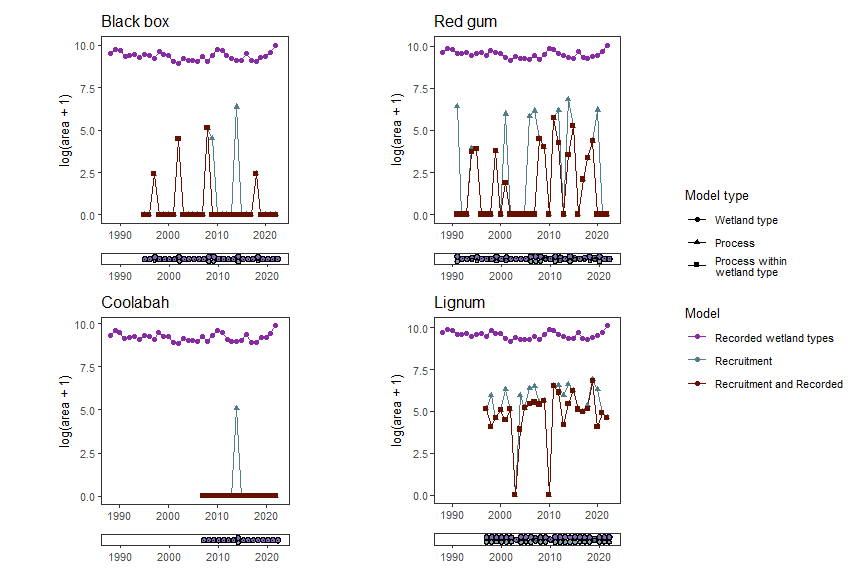 Black box
Red gum
10.0
7.5
5.0
2.5
0.0
log(area + 1)
1990 2000 2010 2020
1990 2000 2010 2020
10.0
7.5
5.0
2.5
0.0
log(area + 1)
1990 2000 2010 2020
1990 2000 2010 2020
Coolabah
Lignum
10.0
7.5
5.0
2.5
0.0
log(area + 1)
1990 2000 2010 2020
1990 2000 2010 2020
10.0
7.5
5.0
2.5
0.0
log(area + 1)
1990 2000 2010 2020
1990 2000 2010 2020
Model type
Wetland type
Process
Process within
wetland type
Model
Recorded wetland types
Recruitment
Recruitment and Recorded